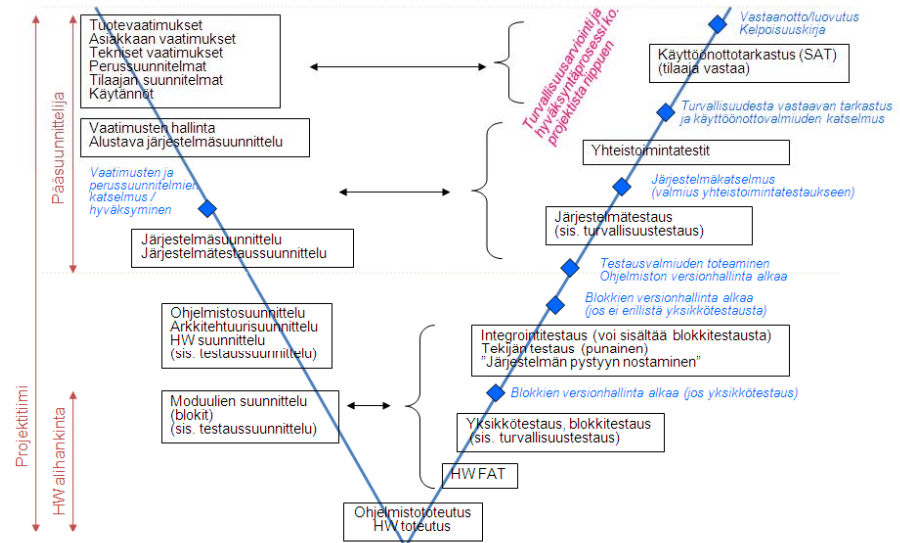 Tuotevaatimukset
Asiakkaan vaatimukset
Tekniset vaatimukset
Perussuunnitelmat
Tilaajan suunnitelmat
Käytännöt
Turvallisuusarviointi ja
hyväksyntäprosessi ko.
projektista riippuen
Vastaanotto/luovutus
Kelpoisuuskirja
Käyttöönottotarkastus (SAT)
(tilaaja vastaa)
Turvallisuudesta vastaavan tarkastus
ja käyttöönottovalmiuden katselmus
Pääsuunnittelija
Vaatimusten hallinta
Alustava järjestelmäsuunnittelu
Yhteistoimintatestit
Vaatimusten ja
perussuunnitelmien
katselmus /
hyväksyminen
Järjestelmäkatselmus
(valmius yhteistoimintatestaukseen)
Järjestelmätestaus
(sis. turvallisuustestaus)
Järjestelmäsuunnittelu
Järjestelmätestaussuunnittelu
Testausvalmiuden toteaminen
Ohjelmiston versionhallinta alkaa
Blokkien versionhallinta alkaa
(jos ei erillistä yksikkötestausta)
Ohjelmistosuunnittelu
Arkkitehtuurisuunnittelu
HW suunnittelu
(sis. testaussuunnittelu)
Integrointitestaus (voi sisältää blokkitestausta)
Tekijän testaus (punainen)
"Järjestelmän pystyyn nostaminen"
Projektitiimi
HW alihankinta
Moduulien suunnittelu
(blokit)
(sis. testaussuunnittelu)
Blokkien versionhallinta alkaa (jos yksikkötestaus)
Yksikkötestaus, blokkitestaus
(sis. turvallisuustestaus)
HW FAT
Ohjelmistototeutus
HW toteutus